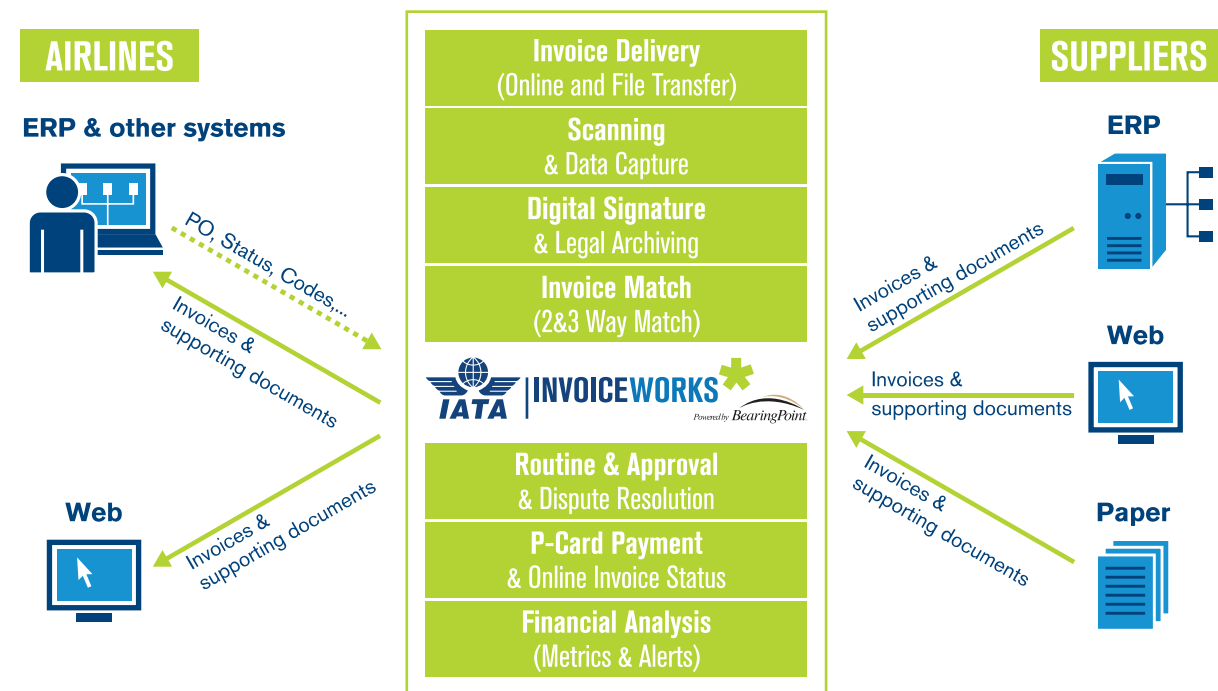 AIRLINES
ERP & other systems
PO, Status, Codes,...
Invoices &
supporting documents
Web
Invoices &
supporting documents
Invoice Delivery
(Online and File Transfer)
Scanning
& Data Capture
Digital Signature
& Legal Archiving
Invoice Match
(2&3 Way Match)
IATA
INVOICEWORKS
Powered by BearingPoint
Routine & Approval
& Dispute Resolution
P-Card Payment
& Online Invoice Status
Financial Analysis
(Metrics & Alerts)
SUPPLIERS
ERP
Invoices &
supporting documents
Web
Invoices &
supporting documents
Paper
Invoices &
supporting documents